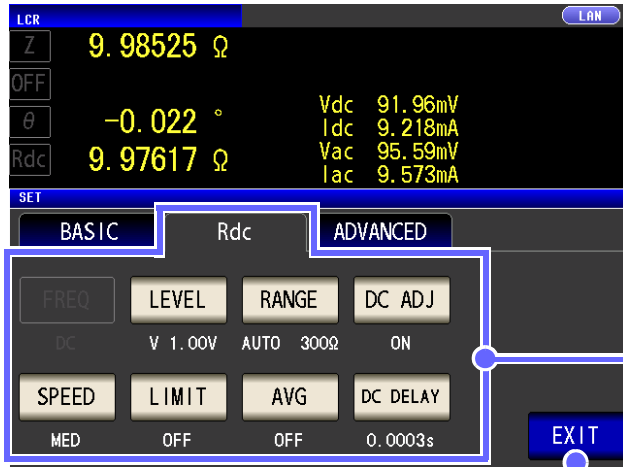 LCR LAN
Z 9.98525 Ω
OFF
θ -0.022 °
Rdc 9.97617 Ω
Vdc 91.96mV
Idc 9.218mA
Vac 95.59mV
Iac 9.573mA
SET
BASIC Rdc ADVANCED
FREQ LEVEL RANGE DC ADJ
DC V 1.00V AUTO 300Ω ON
SPEED LIMIT AVG DC DELAY
MED OFF OFF 0.0003s
EXIT